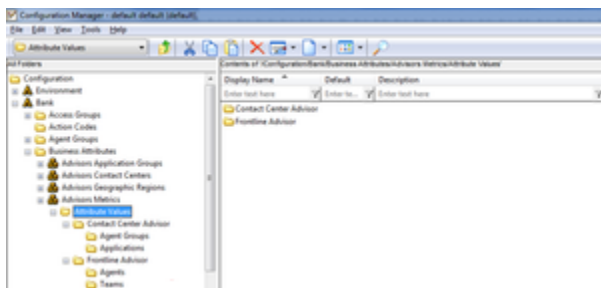 Configuration Manager - default default (default),
File Edit View Tools Help
Attribute Values
All Folders
Contents of '/Configuration/Bank/Business Attributes/Advisors Metrics/Attribute Values'
Display Name Default Description
Enter text here Enter te... Enter text here
Contact Center Advisor
Frontline Advisor
Configuration
Environment
Bank
Access Groups
Action Codes
Agent Groups
Business Attributes
Advisors Application Groups
Advisors Contact Centers
Advisors Geographic Regions
Advisors Metrics
Attribute Values
Contact Center Advisor
Agent Groups
Applications
Frontline Advisor
Agents
Teams